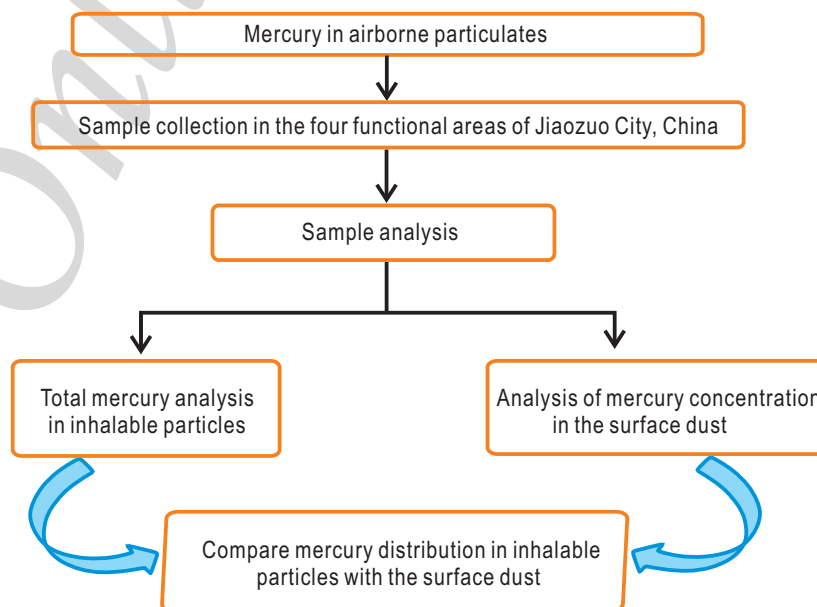 Mercury in airborne particulates
Sample collection in the four functional areas of Jiaozuo City, China
Sample analysis
Total mercury analysis
in inhalable particles
Analysis of mercury concentration
in the surface dust
Compare mercury distribution in inhalable
particles with the surface dust